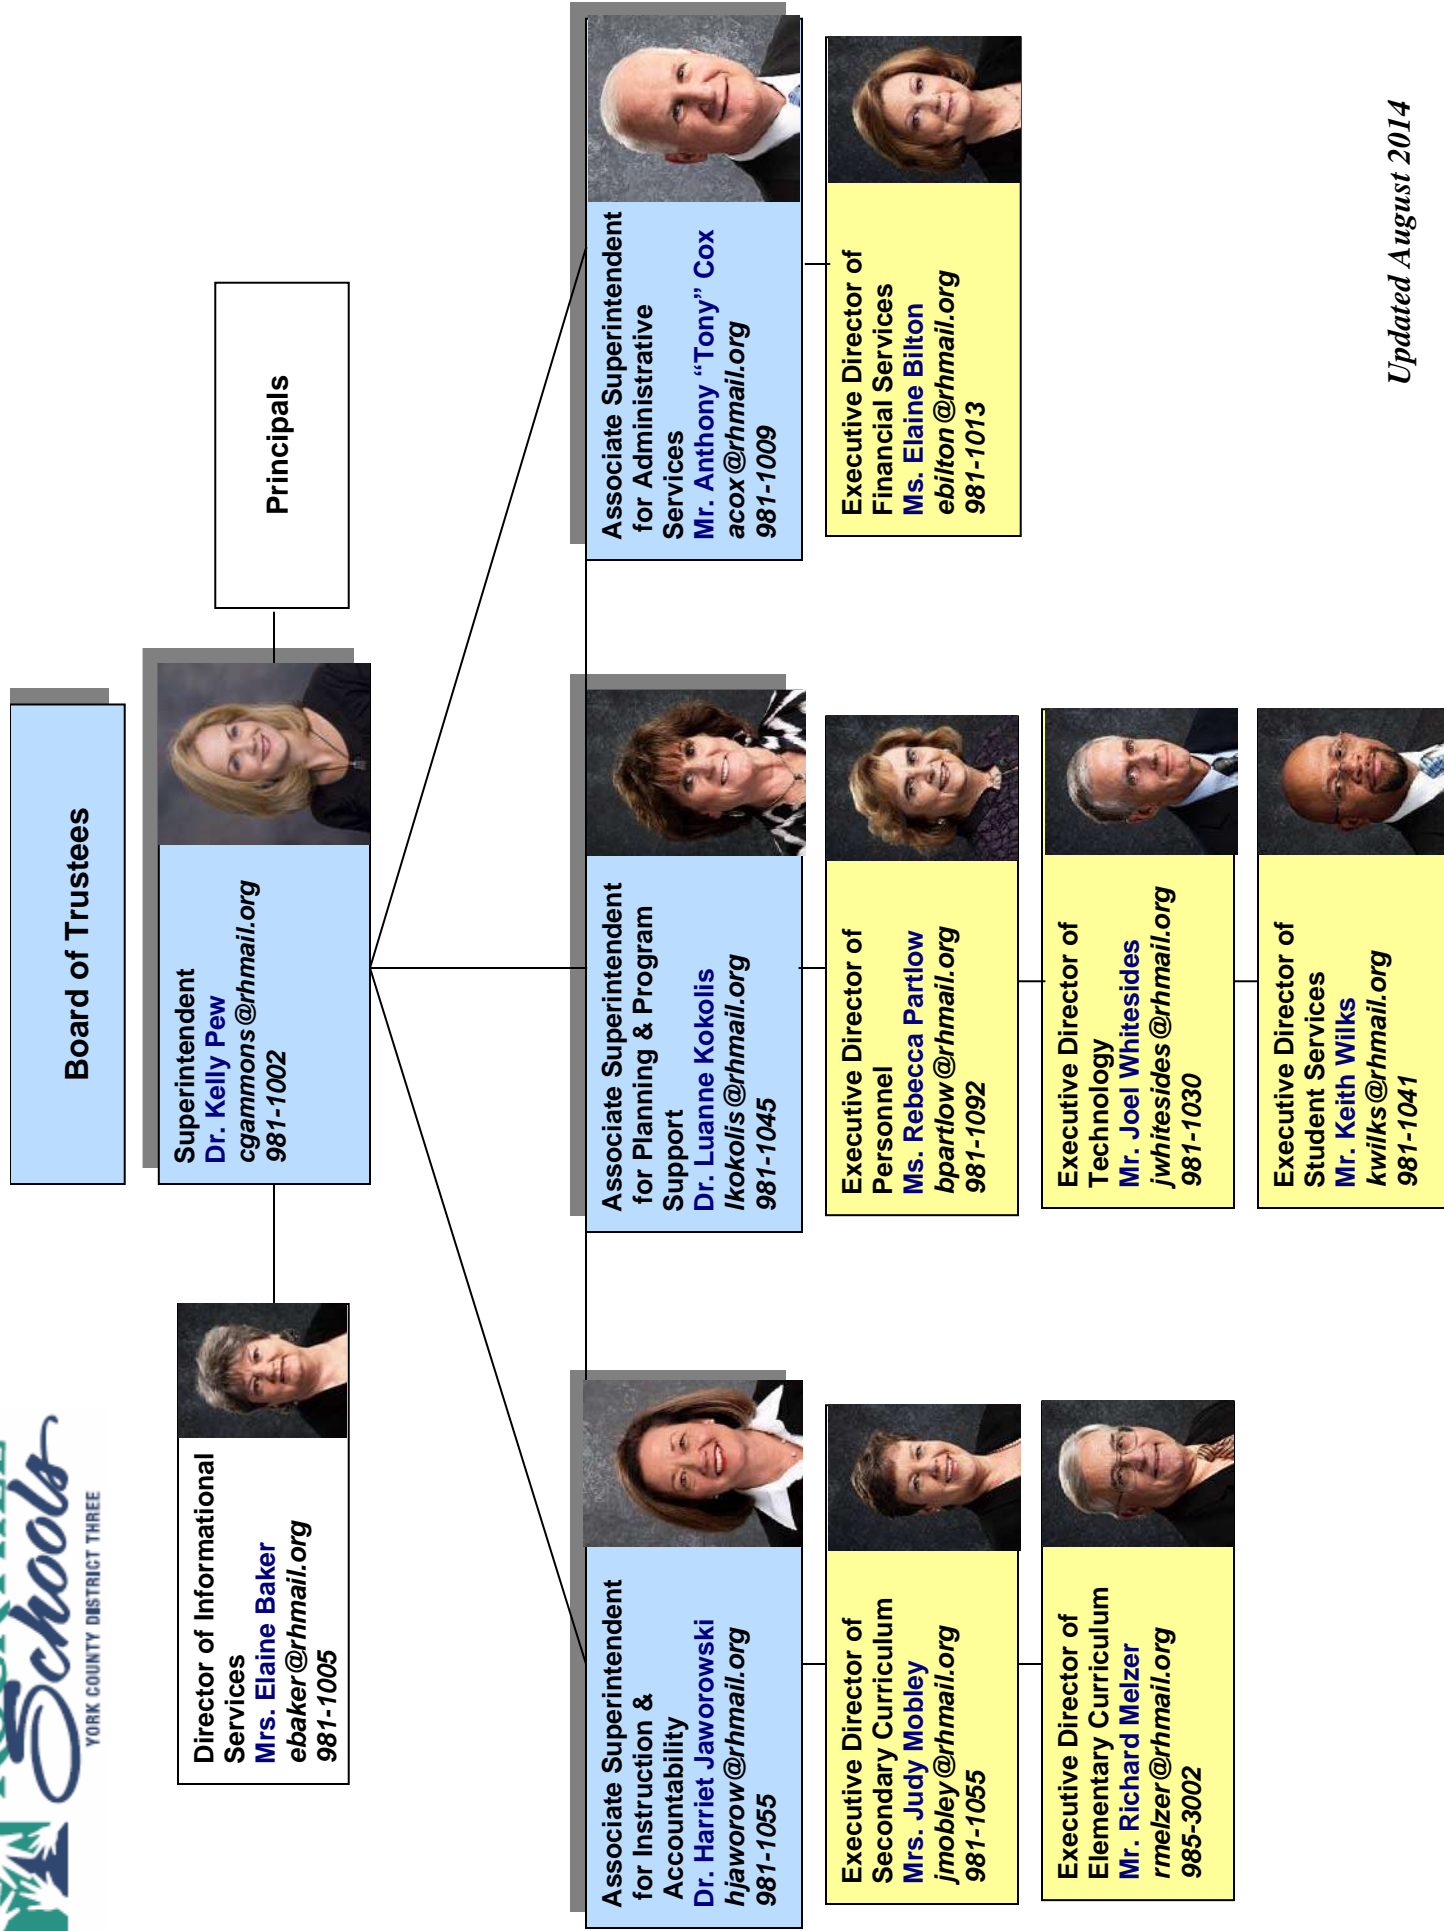 Schools
YORK COUNTY DISTRICT THREE
Board of Trustees
Director of Informational
Services
Mrs. Elaine Baker
ebaker@rhmail.org
981-1005
Superintendent
Dr. Kelly Pew
cgammons@rhmail.org
981-1002
Principals
Associate Superintendent
for Instruction &
Accountability
Dr. Harriet Jaworowski
hjaworow@rhmail.org
981-1055
Executive Director of
Secondary Curriculum
Mrs. Judy Mobley
jmobley@rhmail.org
981-1055
Executive Director of
Elementary Curriculum
Mr. Richard Melzer
rmelzer@rhmail.org
985-3002
Associate Superintendent
for Planning & Program
Support
Dr. Luanne Kokolis
lkokolis@rhmail.org
981-1045
Executive Director of
Personnel
Ms. Rebecca Partlow
bpartlow@rhmail.org
981-1092
Executive Director of
Technology
Mr. Joel Whitesides
jwhitesides@rhmail.org
981-1030
Executive Director of
Student Services
Mr. Keith Wilks
kwilks@rhmail.org
981-1041
Associate Superintendent
for Administrative
Services
Mr. Anthony “Tony” Cox
acox@rhmail.org
981-1009
Executive Director of
Financial Services
Ms. Elaine Bilton
ebilton@rhmail.org
981-1013
Updated August 2014